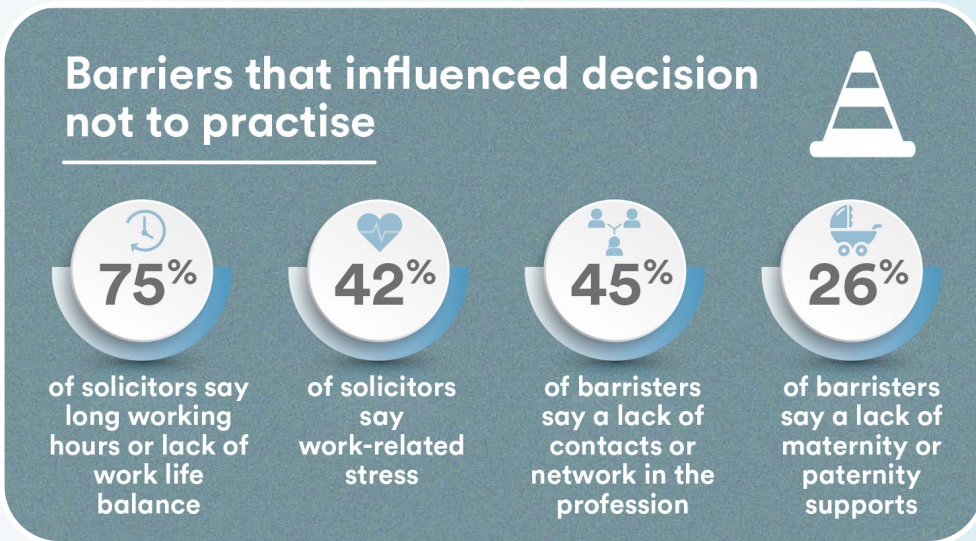 Barriers that influenced decision
not to practise
75%
of solicitors say
long working
hours or lack of
work life
balance
42%
of solicitors
say
work-related
stress
45%
of barristers
say a lack of
contacts or
network in the
profession
26%
of barristers
say a lack of
maternity or
paternity
supports